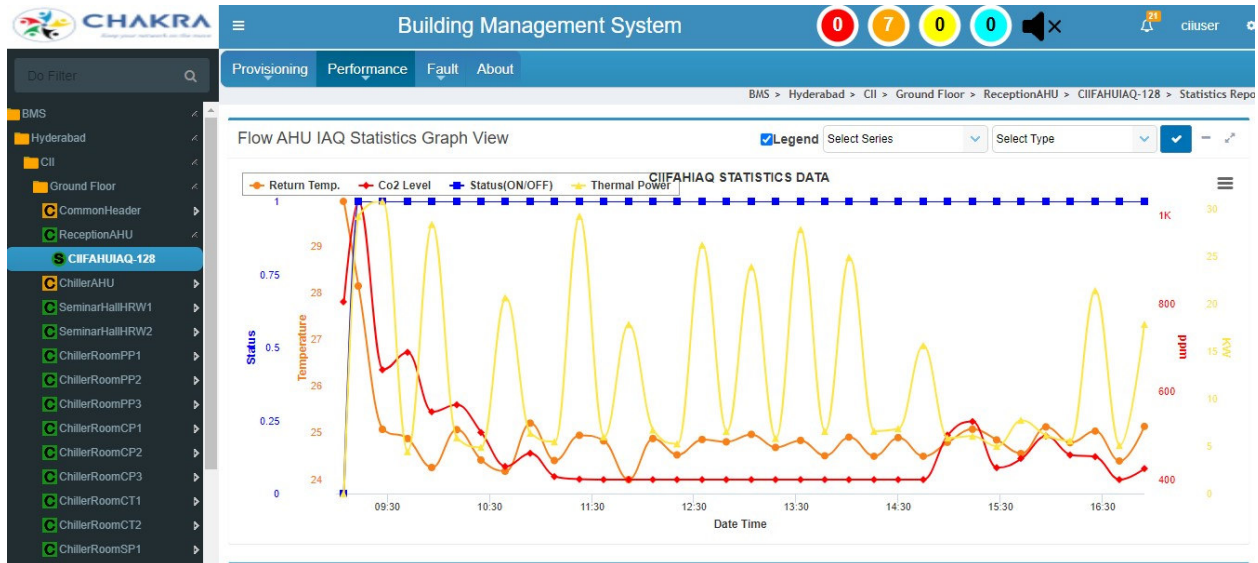 CHAKRA
Keep your network on the move
Building Management System
0 7 0 0
21
ciiuser
Do Filter
Provisioning Performance Fault About
BMS > Hyderabad > CII > Ground Floor > ReceptionAHU > CIIFAHUIAQ-128 > Statistics Repo
BMS
Hyderabad
CII
Ground Floor
C CommonHeader
C ReceptionAHU
S CIIFAHUIAQ-128
C ChillerAHU
C SeminarHallHRW1
C SeminarHallHRW2
C ChillerRoomPP1
C ChillerRoomPP2
C ChillerRoomPP3
C ChillerRoomCP1
C ChillerRoomCP2
C ChillerRoomCP3
C ChillerRoomCT1
C ChillerRoomCT2
C ChillerRoomSP1
Flow AHU IAQ Statistics Graph View
Legend Select Series Select Type
CIIFAHIAQ STATISTICS DATA
Return Temp. Co2 Level Status(ON/OFF) Thermal Power
1
0.75
0.5
0.25
0
Status
29
28
27
26
25
24
Temperature
1K
800
600
400
ppm
30
25
20
15
10
5
0
KW
09:30 10:30 11:30 12:30 13:30 14:30 15:30 16:30
Date Time